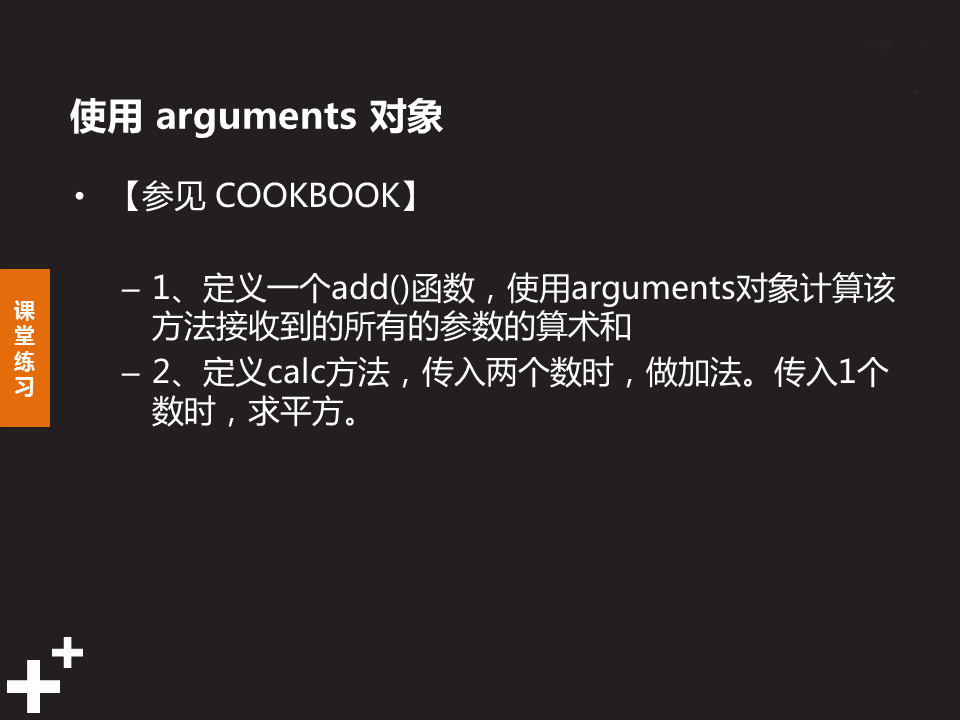 使用 arguments 对象
• 【参见 COOKBOOK】
– 1、定义一个add()函数，使用arguments对象计算该
方法接收到的所有的参数的算术和
– 2、定义calc方法，传入两个数时，做加法。传入1个
数时，求平方。
课
堂
练
习